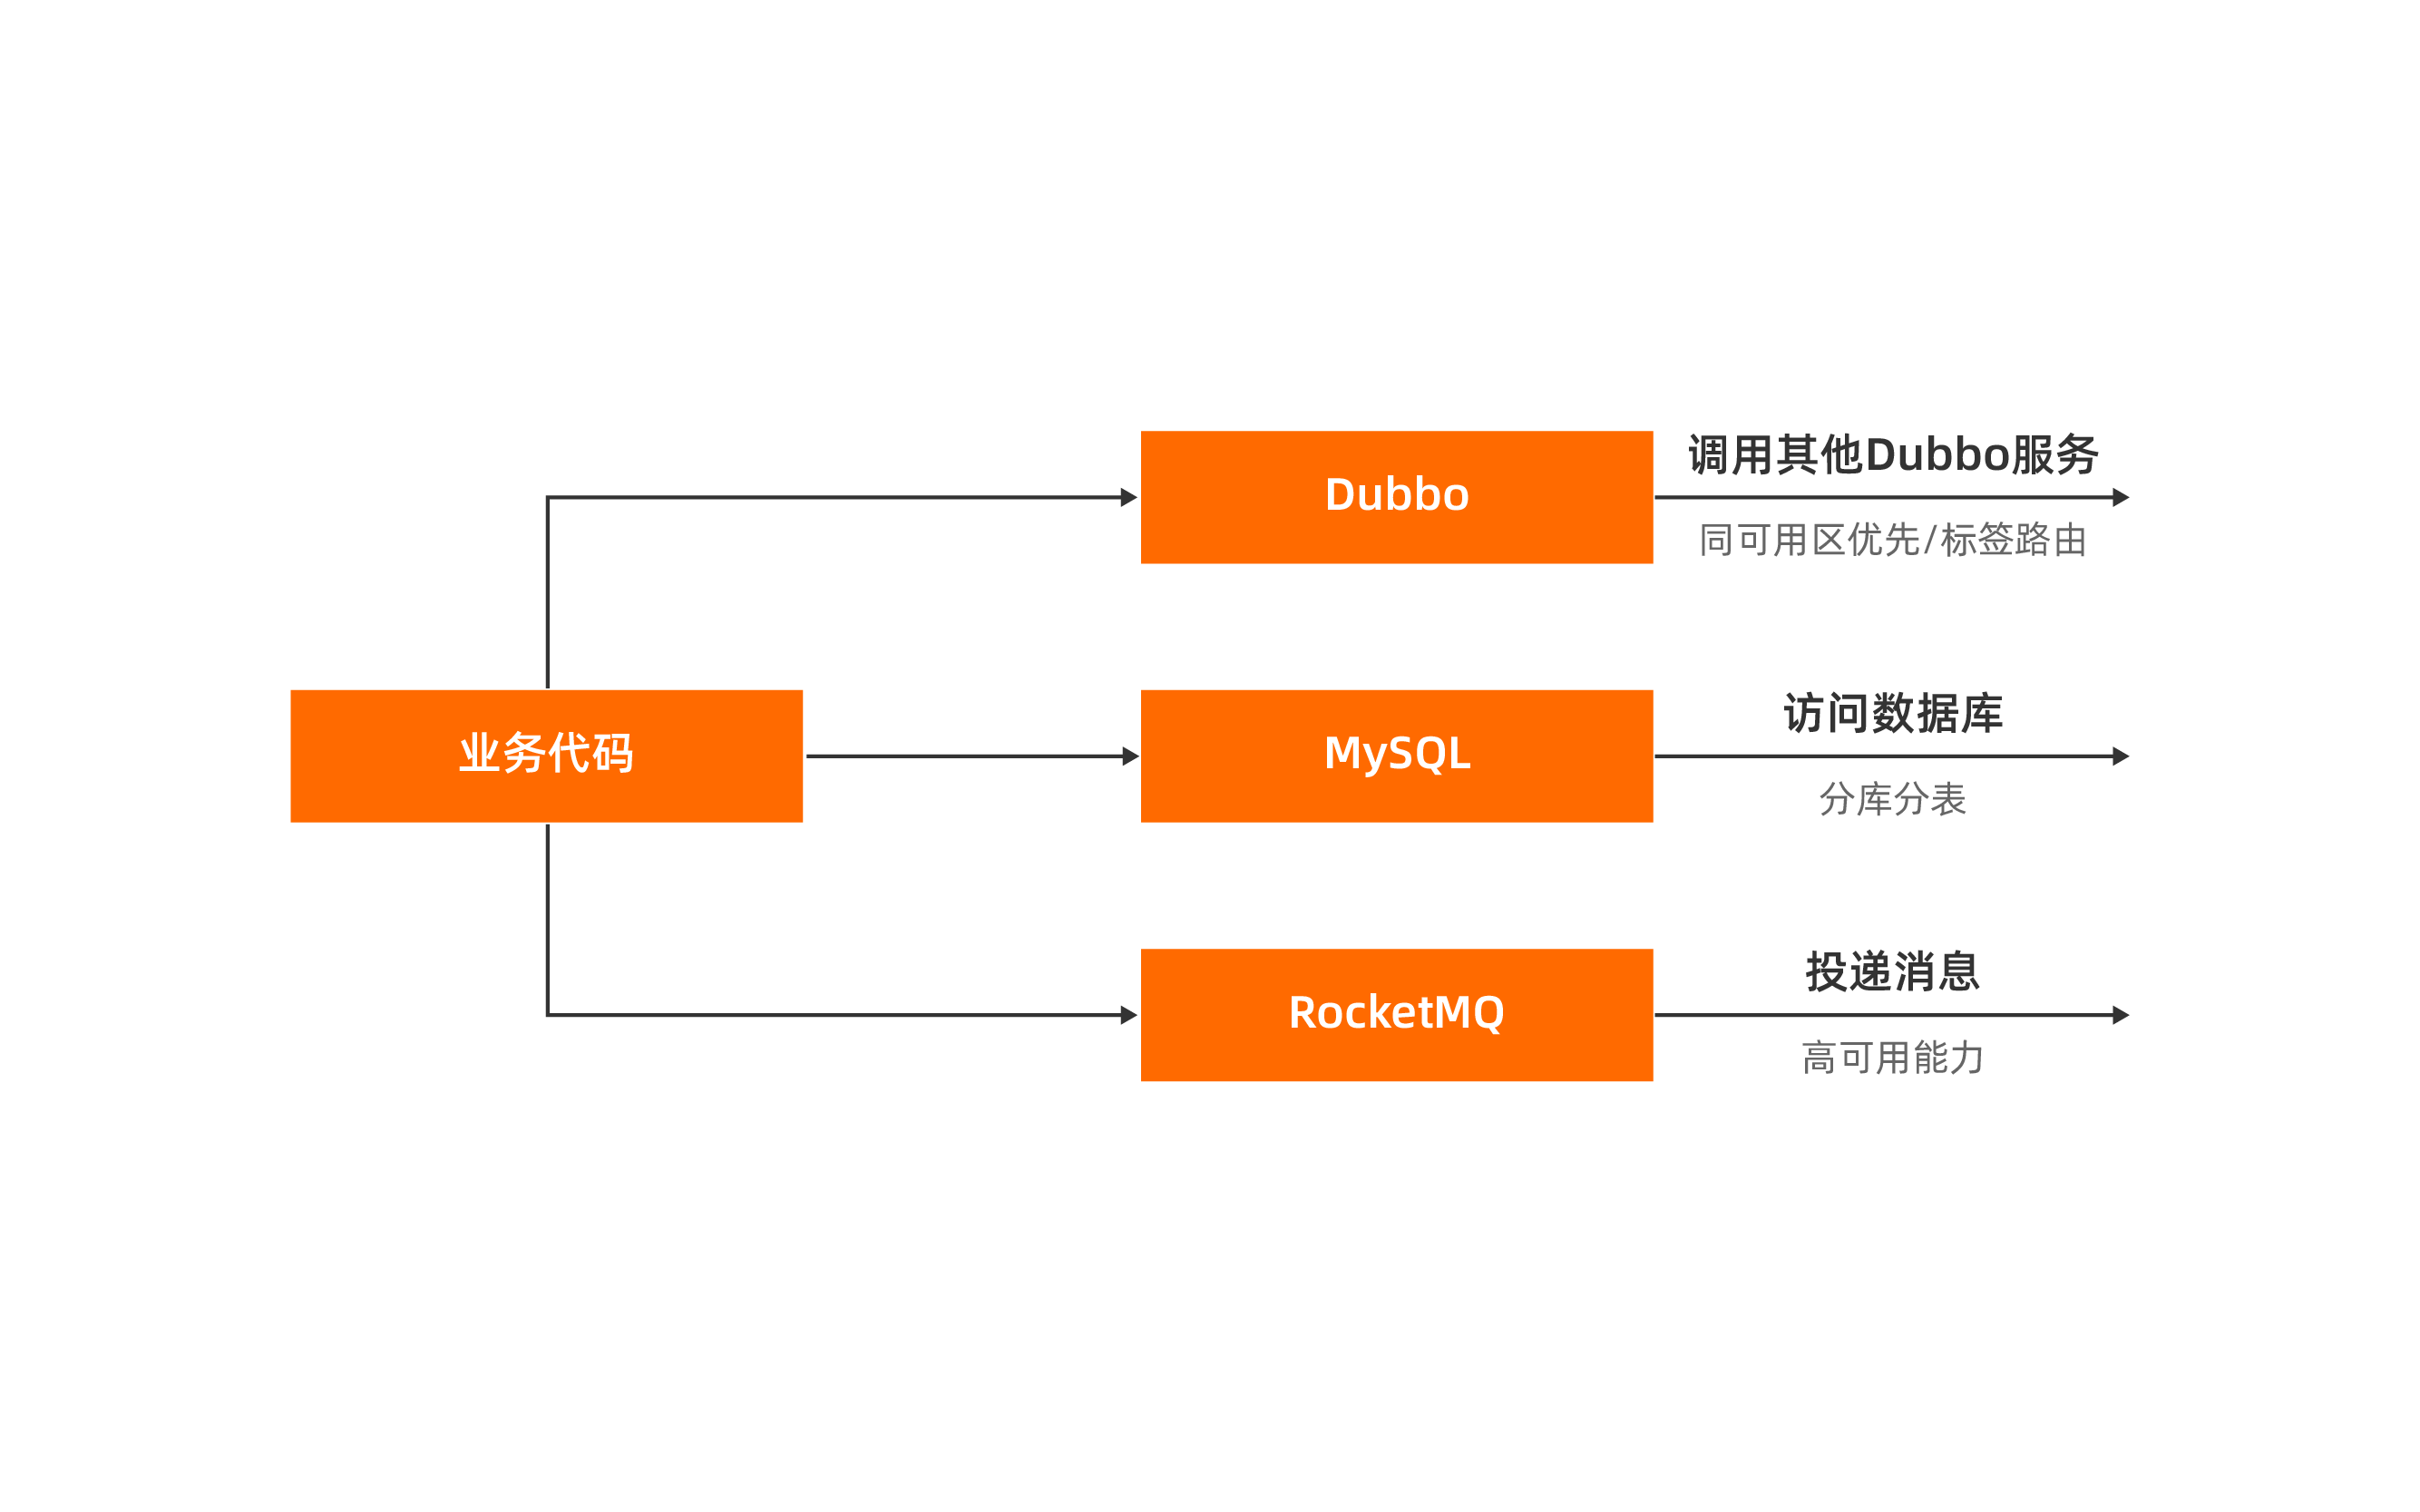 调用其他Dubbo服务
Dubbo
同可用区优先/标签路由
访问数据库
业务代码
MySQL
分库分表
投递消息
RocketMQ
高可用能力